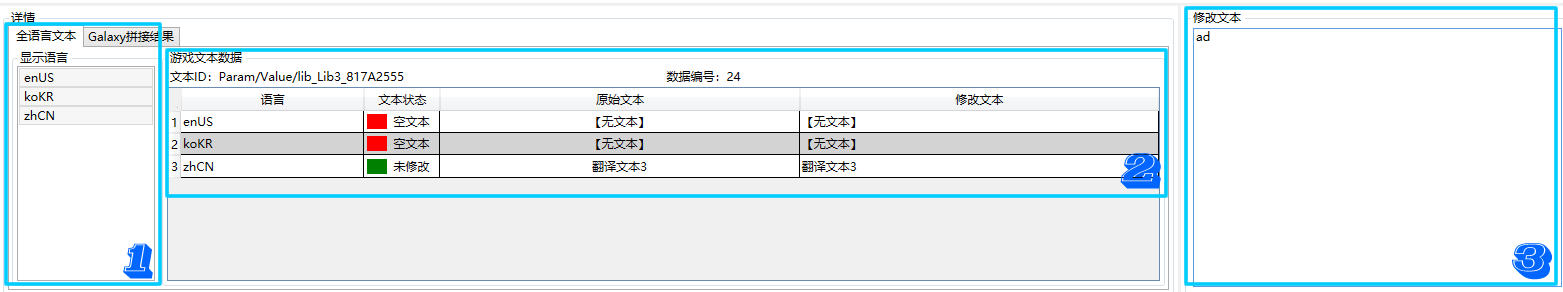 详情
全语言文本 Galaxy拼接结果
显示语言
enUS
koKR
zhCN
1
游戏文本数据
文本ID：Param/Value/lib_Lib3_817A2555 数据编号：24
语言 文本状态 原始文本 修改文本
1 enUS 空文本 【无文本】 【无文本】
2 koKR 空文本 【无文本】 【无文本】
3 zhCN 未修改 翻译文本3 翻译文本3
2
修改文本
ad
3